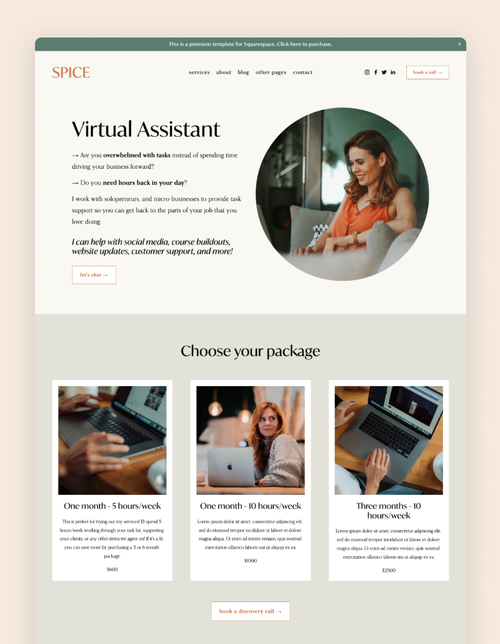 This is a premium template for Squarespace. Click here to purchase.
×
SPICE
services about blog other pages contact
book a call →
Virtual Assistant
→ Are you overwhelmed with tasks instead of spending time
driving your business forward?
→ Do you need hours back in your day?
I work with solopreneurs, and micro-businesses to provide task
support so you can get back to the parts of your job that you
love doing.
I can help with social media, course buildouts,
website updates, customer support, and more!
let's chat →
Choose your package
One month - 5 hours/week
This is perfect for trying out my service! I'll spend 5
hours/week working through your task list, supporting
your clients, or any other items we agree on! If it's a fit,
you can save more by purchasing a 3 or 6 month
package.
$600
One month - 10 hours/week
Lorem ipsum dolor sit amet, consectetur adipiscing elit,
sed do eiusmod tempor incididunt ut labore et dolore
magna aliqua. Ut enim ad minim veniam, quis nostrud
exercitation ullamco laboris nisi ut aliquip ex ea
$1000
Three months - 10
hours/week
Lorem ipsum dolor sit amet, consectetur adipiscing elit,
sed do eiusmod tempor incididunt ut labore et dolore
magna aliqua. Ut enim ad minim veniam, quis nostrud
exercitation ullamco laboris nisi ut aliquip ex ea
$2500
book a discovery call →